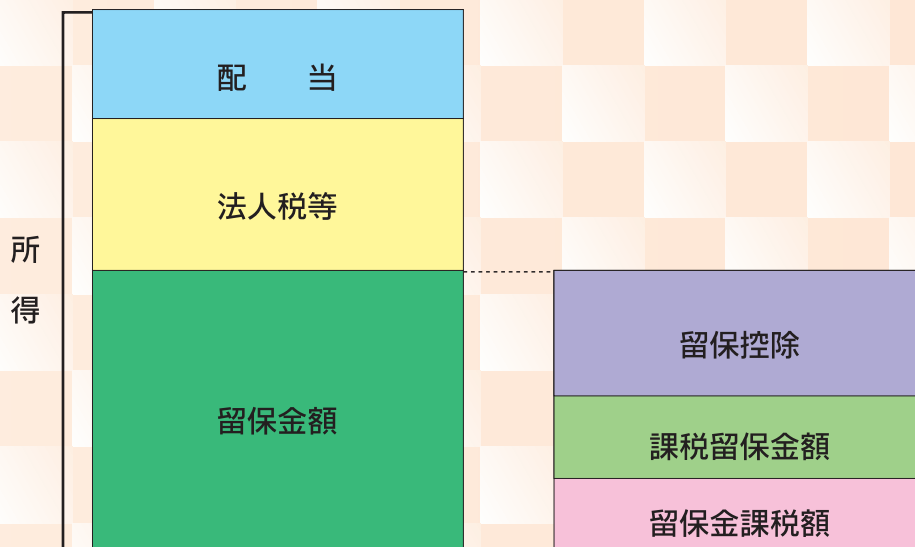 配　　当
法人税等
所得
留保金額
留保控除
課税留保金額
留保金課税額